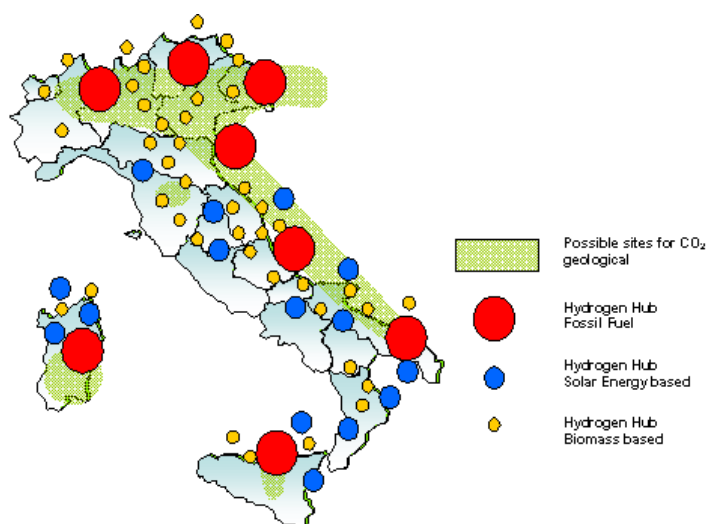 Possible sites for CO₂
geological
Hydrogen Hub
Fossil Fuel
Hydrogen Hub
Solar Energy based
Hydrogen Hub
Biomass based